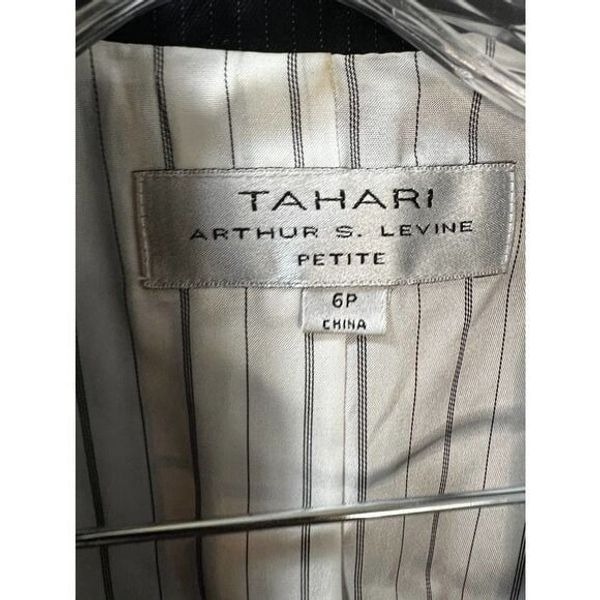 TAHARI
ARTHUR S. LEVINE
PETITE
6P
CHINA